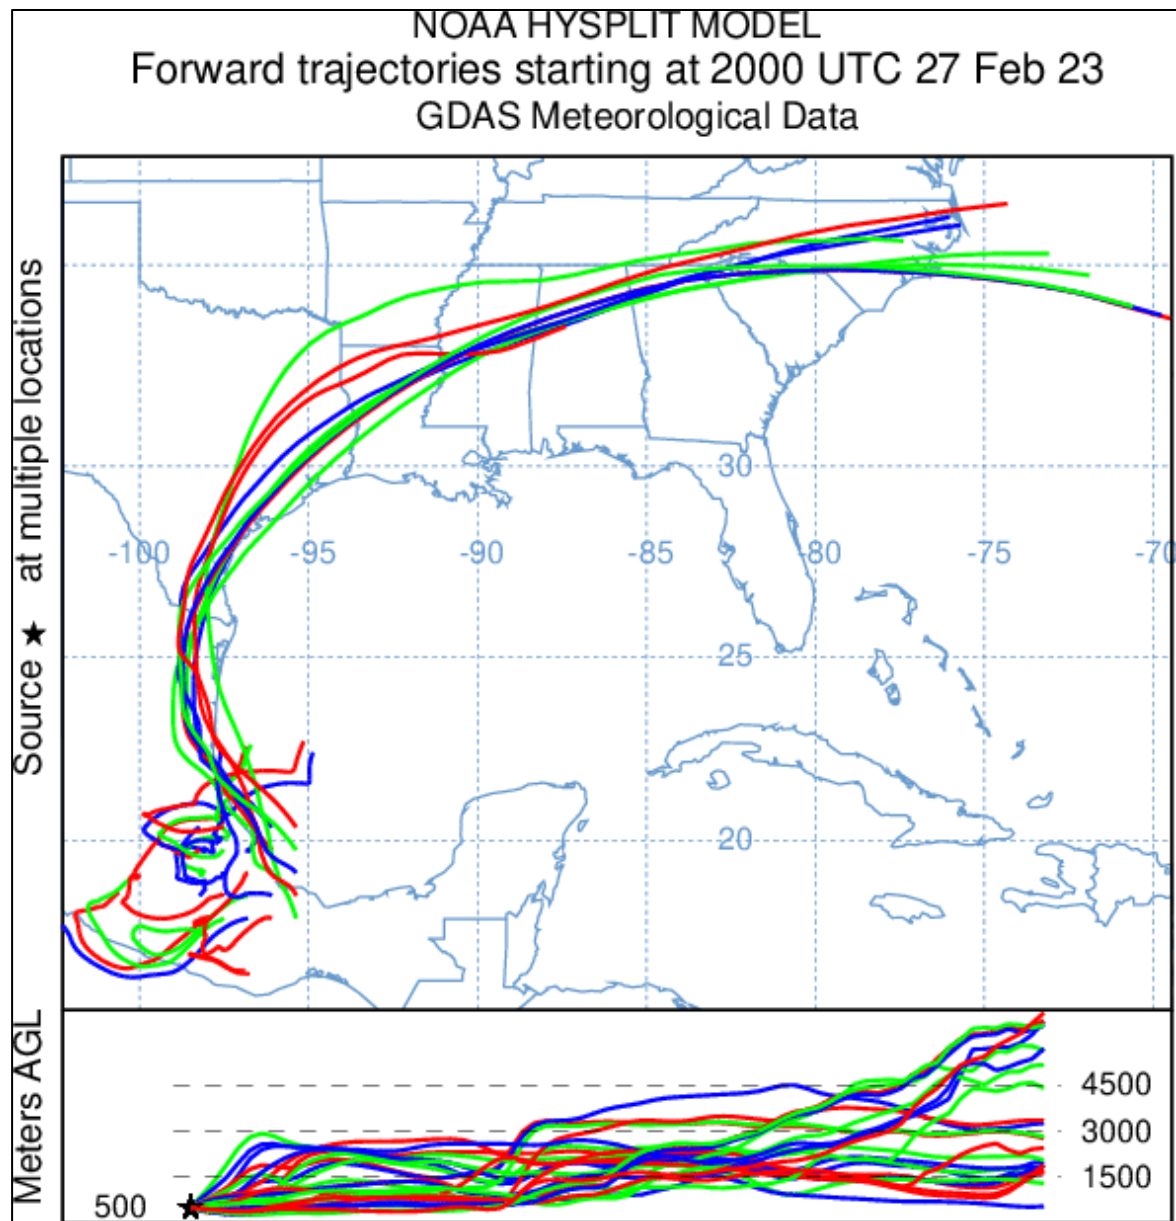 NOAA HYSPLIT MODEL
Forward trajectories starting at 2000 UTC 27 Feb 23
GDAS Meteorological Data
Source ★ at multiple locations
30
-100 -95 -90 -85 -80 -75 -70
25
20
Meters AGL
4500
3000
1500
500